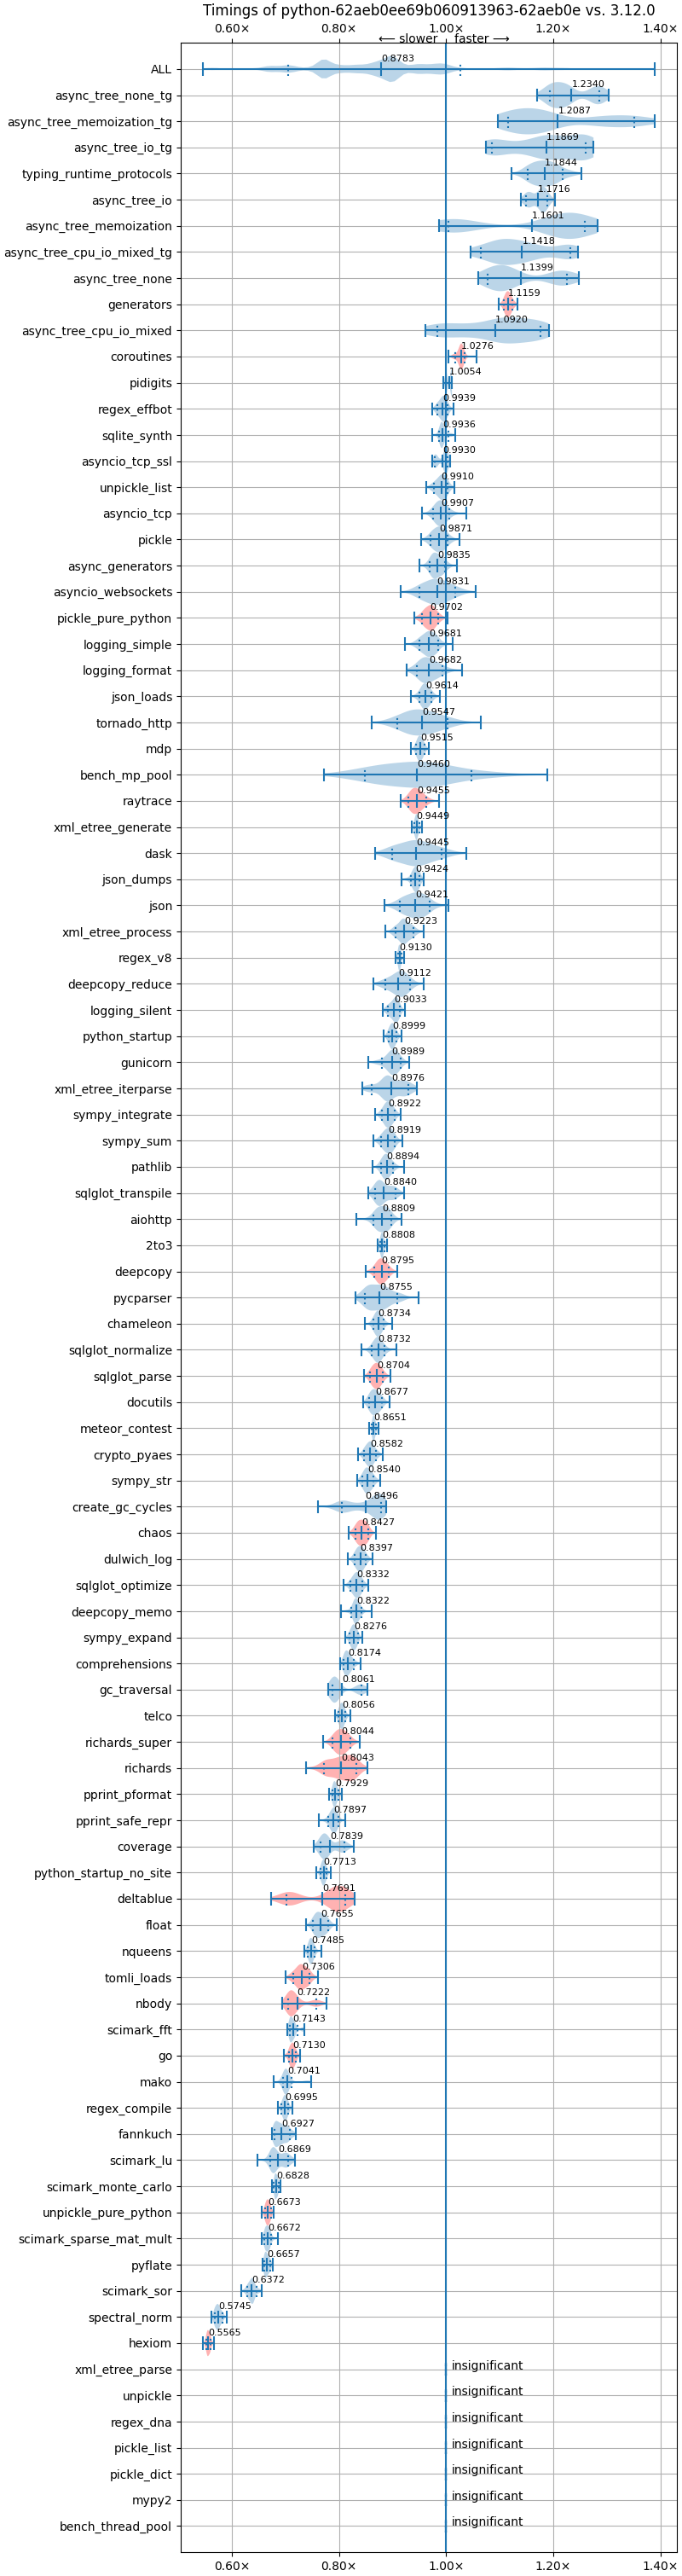 Timings of python-62aeb0ee69b060913963-62aeb0e vs. 3.12.0
0.60× 0.80× 1.00× 1.20× 1.40×
⟵ slower faster ⟶
ALL 0.8783
async_tree_none_tg 1.2340
async_tree_memoization_tg 1.2087
async_tree_io_tg 1.1869
typing_runtime_protocols 1.1844
async_tree_io 1.1716
async_tree_memoization 1.1601
async_tree_cpu_io_mixed_tg 1.1418
async_tree_none 1.1399
generators 1.1159
async_tree_cpu_io_mixed 1.0920
coroutines 1.0276
pidigits 1.0054
regex_effbot 0.9939
sqlite_synth 0.9936
asyncio_tcp_ssl 0.9930
unpickle_list 0.9910
asyncio_tcp 0.9907
pickle 0.9871
async_generators 0.9835
asyncio_websockets 0.9831
pickle_pure_python 0.9702
logging_simple 0.9681
logging_format 0.9682
json_loads 0.9614
tornado_http 0.9547
mdp 0.9515
bench_mp_pool 0.9460
raytrace 0.9455
xml_etree_generate 0.9449
dask 0.9445
json_dumps 0.9424
json 0.9421
xml_etree_process 0.9223
regex_v8 0.9130
deepcopy_reduce 0.9112
logging_silent 0.9033
python_startup 0.8999
gunicorn 0.8989
xml_etree_iterparse 0.8976
sympy_integrate 0.8922
sympy_sum 0.8919
pathlib 0.8894
sqlglot_transpile 0.8840
aiohttp 0.8809
2to3 0.8808
deepcopy 0.8795
pycparser 0.8755
chameleon 0.8734
sqlglot_normalize 0.8732
sqlglot_parse 0.8704
docutils 0.8677
meteor_contest 0.8651
crypto_pyaes 0.8582
sympy_str 0.8540
create_gc_cycles 0.8496
chaos 0.8427
dulwich_log 0.8397
sqlglot_optimize 0.8332
deepcopy_memo 0.8322
sympy_expand 0.8276
comprehensions 0.8174
gc_traversal 0.8061
telco 0.8056
richards_super 0.8044
richards 0.8043
pprint_pformat 0.7929
pprint_safe_repr 0.7897
coverage 0.7839
python_startup_no_site 0.7713
deltablue 0.7691
float 0.7655
nqueens 0.7485
tomli_loads 0.7306
nbody 0.7222
scimark_fft 0.7143
go 0.7130
mako 0.7041
regex_compile 0.6995
fannkuch 0.6927
scimark_lu 0.6869
scimark_monte_carlo 0.6828
unpickle_pure_python 0.6673
scimark_sparse_mat_mult 0.6672
pyflate 0.6657
scimark_sor 0.6372
spectral_norm 0.5745
hexiom 0.5565
xml_etree_parse insignificant
unpickle insignificant
regex_dna insignificant
pickle_list insignificant
pickle_dict insignificant
mypy2 insignificant
bench_thread_pool insignificant
0.60× 0.80× 1.00× 1.20× 1.40×